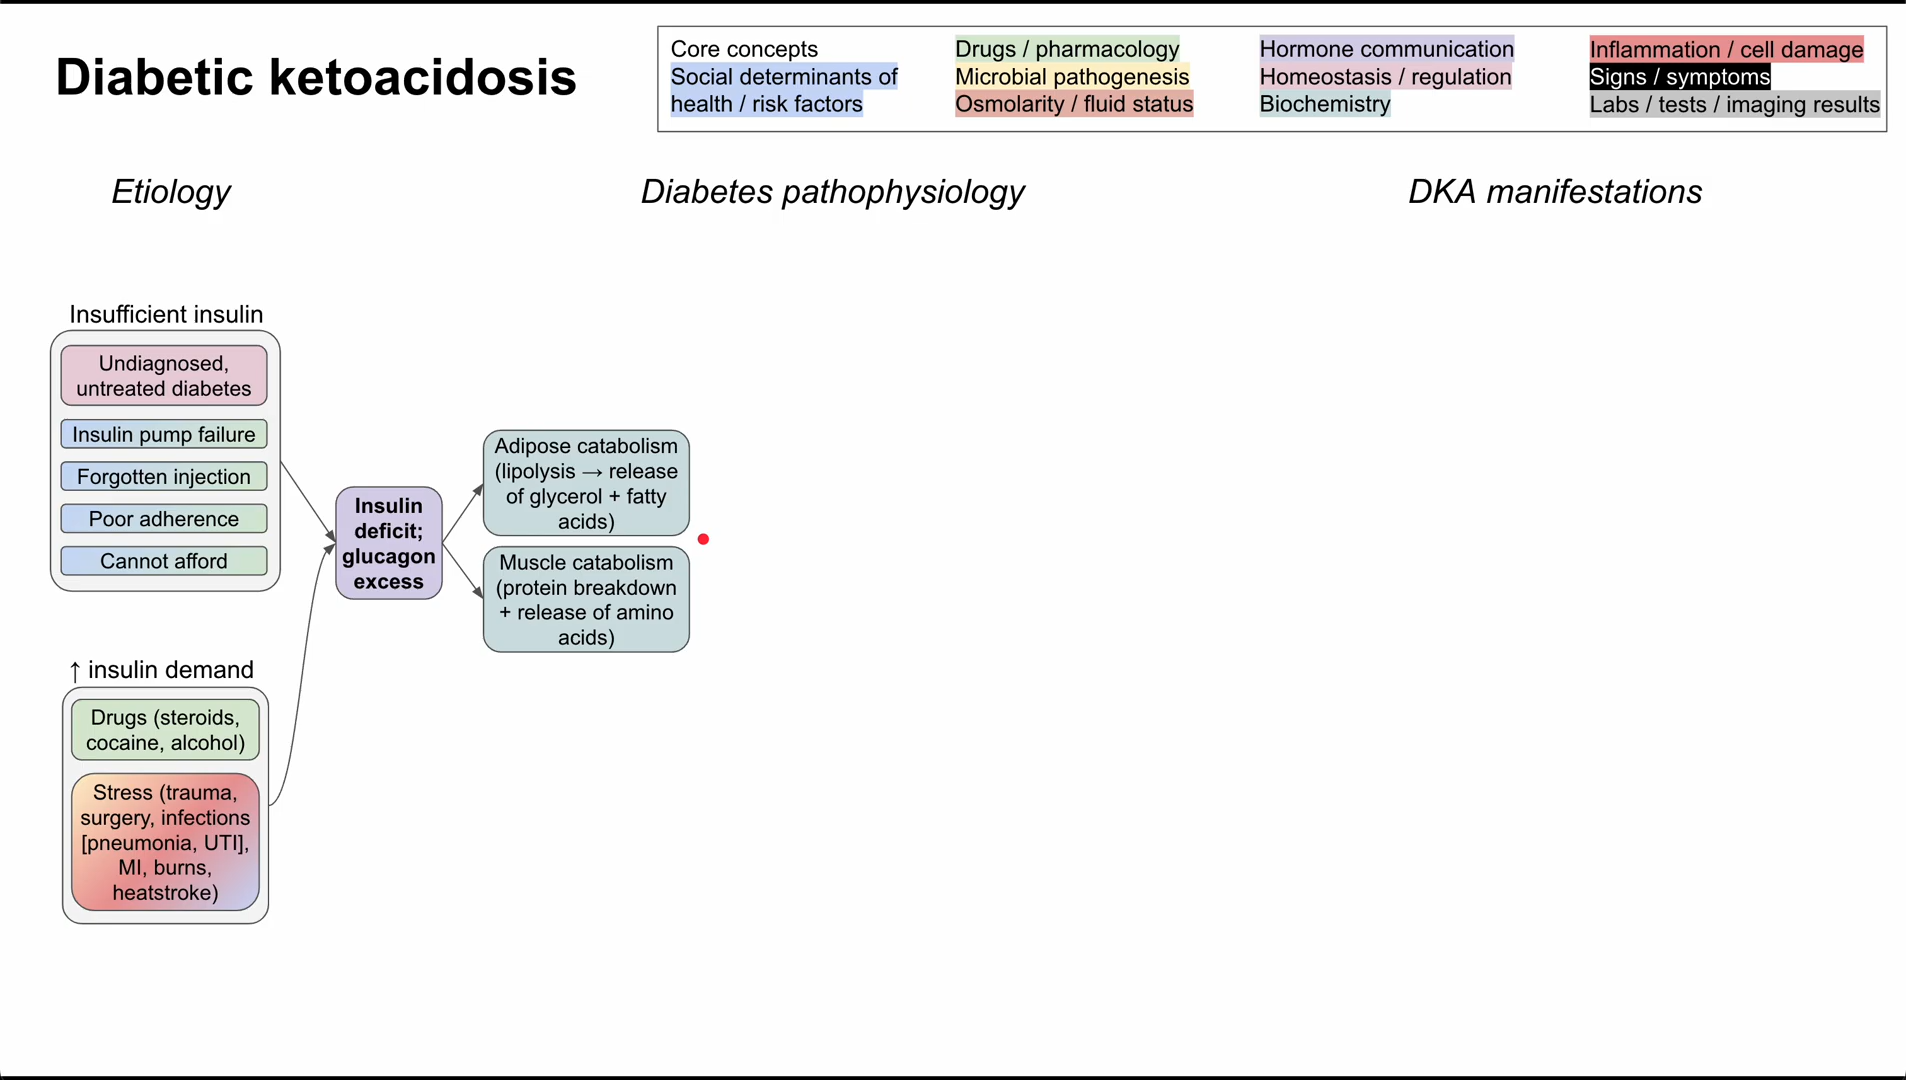 Diabetic ketoacidosis
Core concepts
Social determinants of
health / risk factors
Drugs / pharmacology
Microbial pathogenesis
Osmolarity / fluid status
Hormone communication
Homeostasis / regulation
Biochemistry
Inflammation / cell damage
Signs / symptoms
Labs / tests / imaging results
Etiology
Diabetes pathophysiology
DKA manifestations
Insufficient insulin
Undiagnosed,
untreated diabetes
Insulin pump failure
Forgotten injection
Poor adherence
Cannot afford
↑ insulin demand
Drugs (steroids,
cocaine, alcohol)
Stress (trauma,
surgery, infections
[pneumonia, UTI],
MI, burns,
heatstroke)
Insulin
deficit;
glucagon
excess
Adipose catabolism
(lipolysis → release
of glycerol + fatty
acids)
Muscle catabolism
(protein breakdown
+ release of amino
acids)